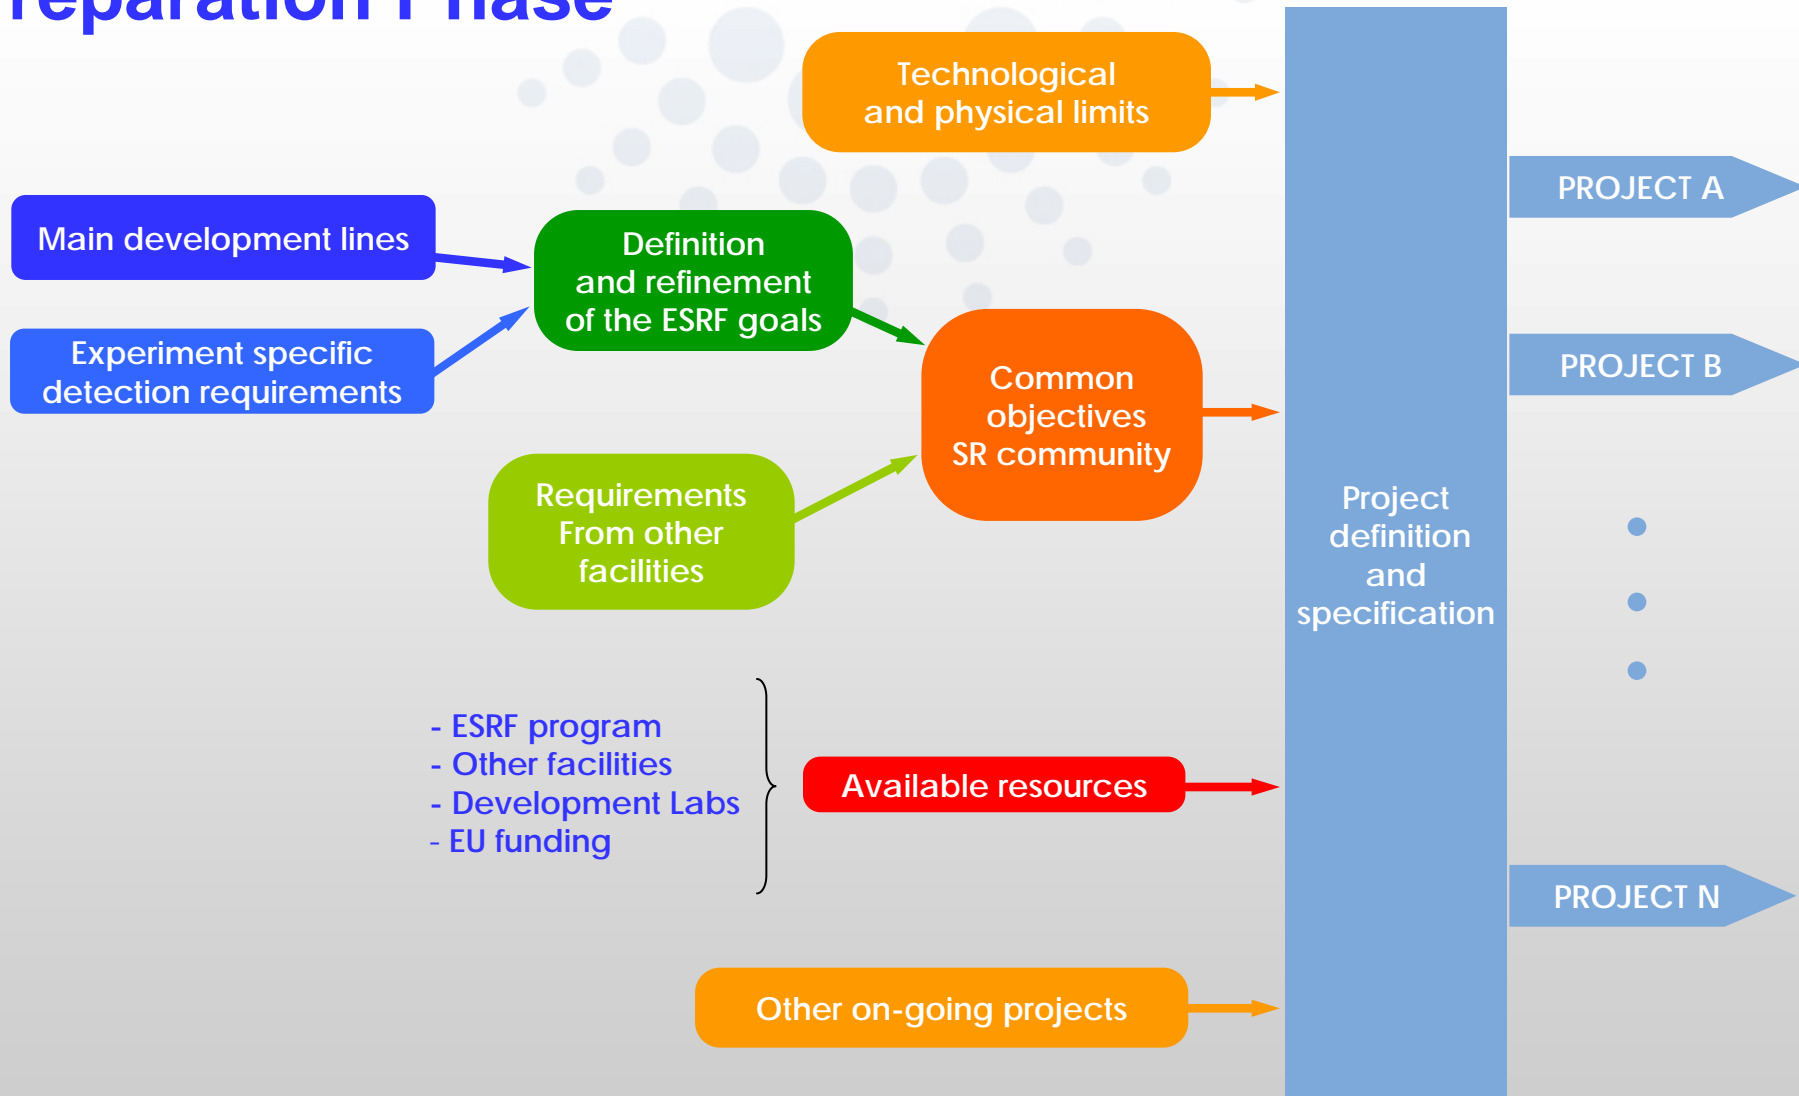 reparation Phase
Technological
and physical limits
PROJECT A
Main development lines
Definition
and refinement
of the ESRF goals
Experiment specific
detection requirements
PROJECT B
Common
objectives
SR community
Requirements
From other
facilities
Project
definition
and
specification
- ESRF program
- Other facilities
- Development Labs
- EU funding
Available resources
PROJECT N
Other on-going projects